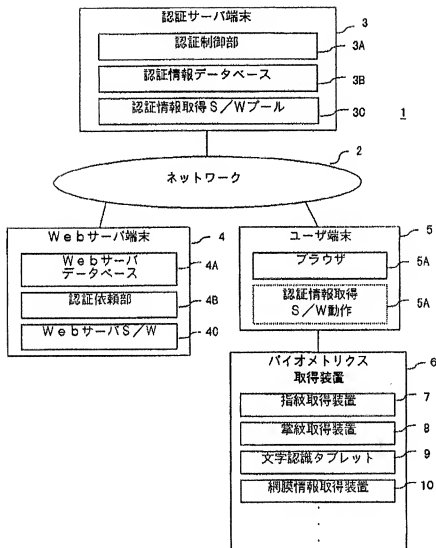 認証サーバ端末
3
認証制御部
3A
認証情報データベース
3B
認証情報取得S/Wプール
3C
1
2
ネットワーク
Webサーバ端末
4
Webサーバ
データベース
4A
認証依頼部
4B
WebサーバS/W
4C
ユーザ端末
5
ブラウザ
5A
認証情報取得
S/W動作
5A
バイオメトリクス
取得装置
6
指紋取得装置
7
掌紋取得装置
8
文字認識タブレット
9
網膜情報取得装置
10